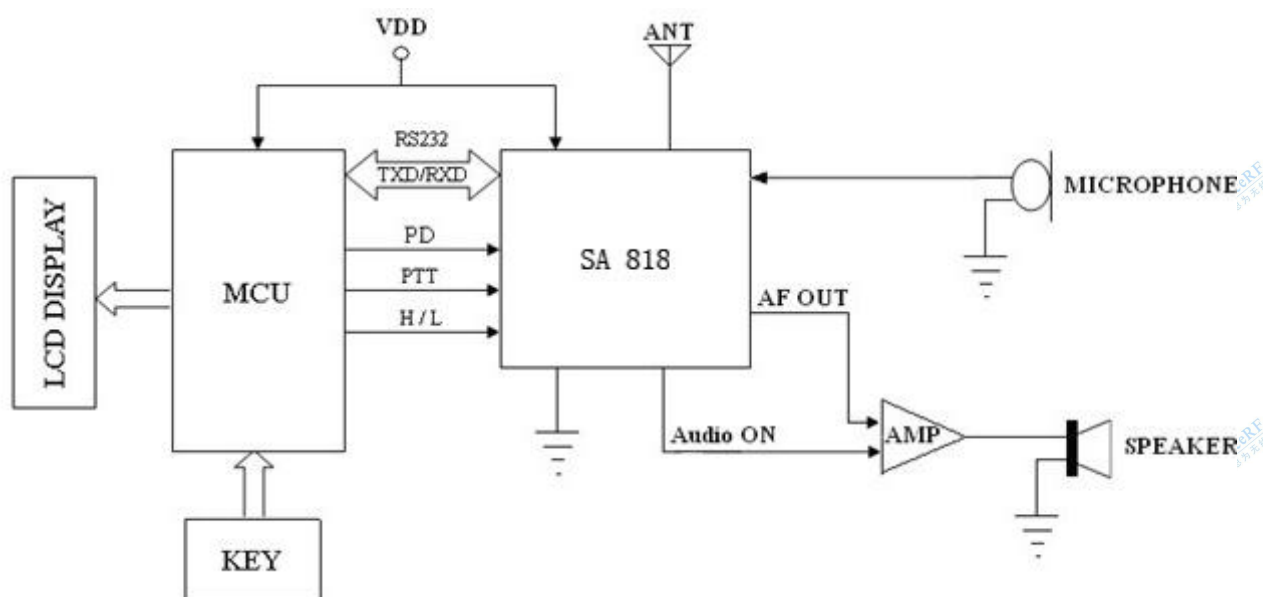 VDD
ANT
RS232
TXD/RXD
MICROPHONE
LCD DISPLAY
MCU
PD
PTT
H / L
SA 818
AF OUT
Audio ON
AMP
SPEAKER
KEY